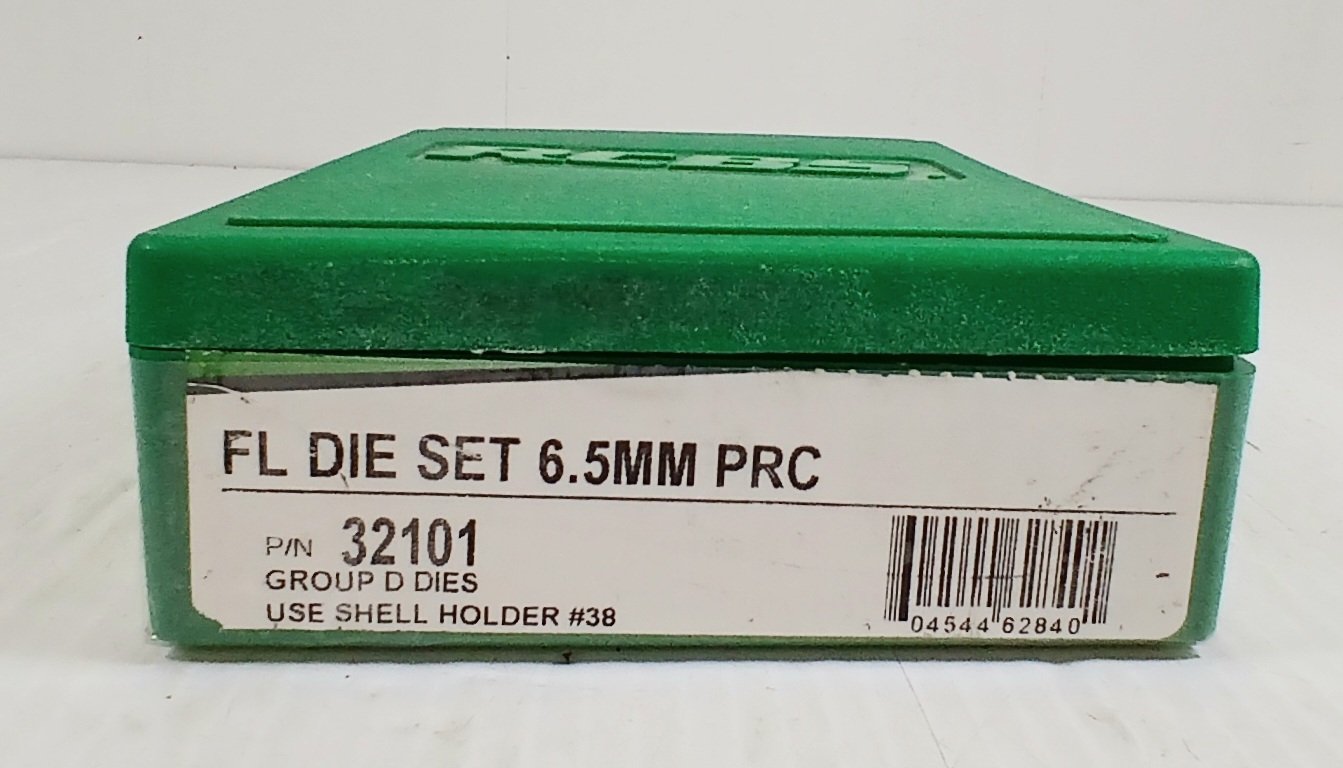 RCBS
FL DIE SET 6.5MM PRC
P/N 32101
GROUP D DIES
USE SHELL HOLDER #38
04544 62840